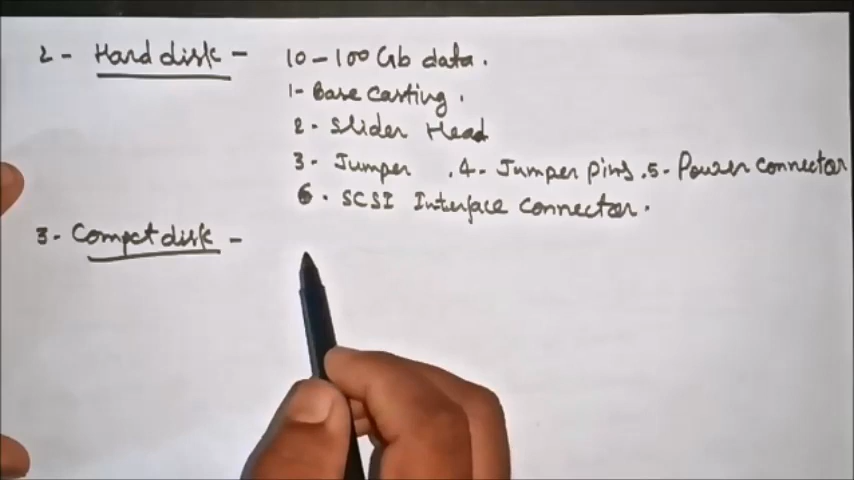 2 - Hard disk - 10 - 100 Gb data.
1 - Base casting.
2 - Slider Head
3 - Jumper .4 - Jumper pins .5 - Power connector
6 . SCSI Interface connector.
3 - Compct disk -